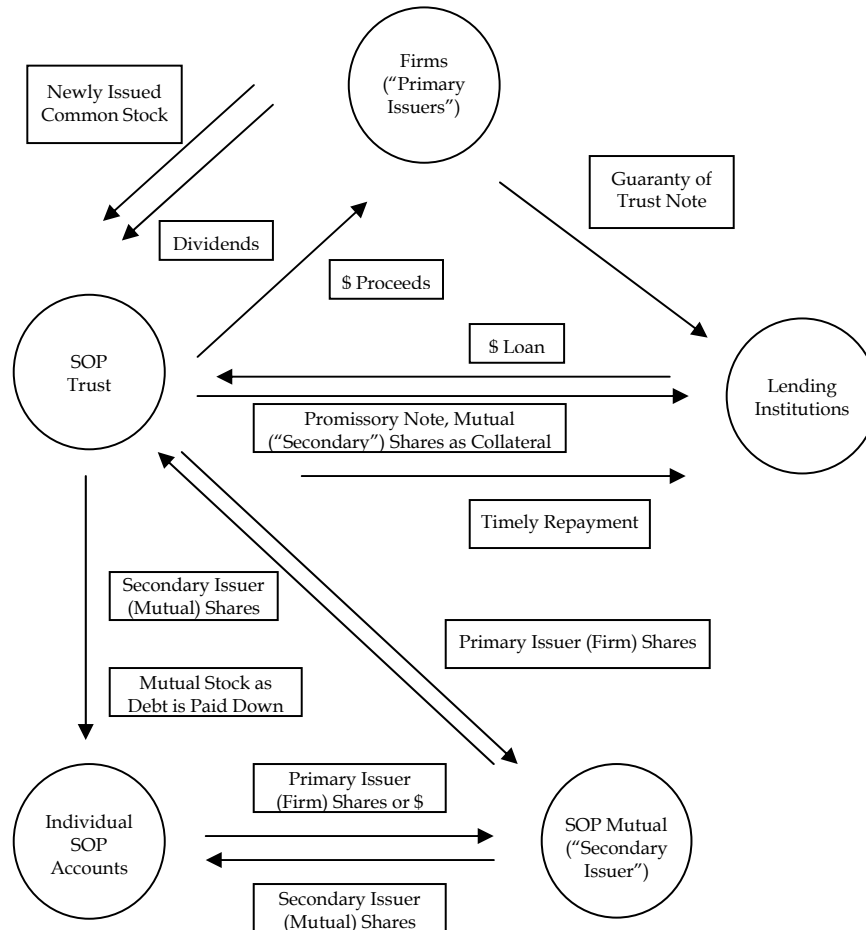 Firms
(“Primary
Issuers”)
Newly Issued
Common Stock
Guaranty of
Trust Note
Dividends
$ Proceeds
SOP
Trust
$ Loan
Lending
Institutions
Promissory Note, Mutual
(“Secondary”) Shares as Collateral
Timely Repayment
Secondary Issuer
(Mutual) Shares
Primary Issuer (Firm) Shares
Mutual Stock as
Debt is Paid Down
Primary Issuer
(Firm) Shares or $
Individual
SOP
Accounts
SOP Mutual
(“Secondary
Issuer”)
Secondary Issuer
(Mutual) Shares